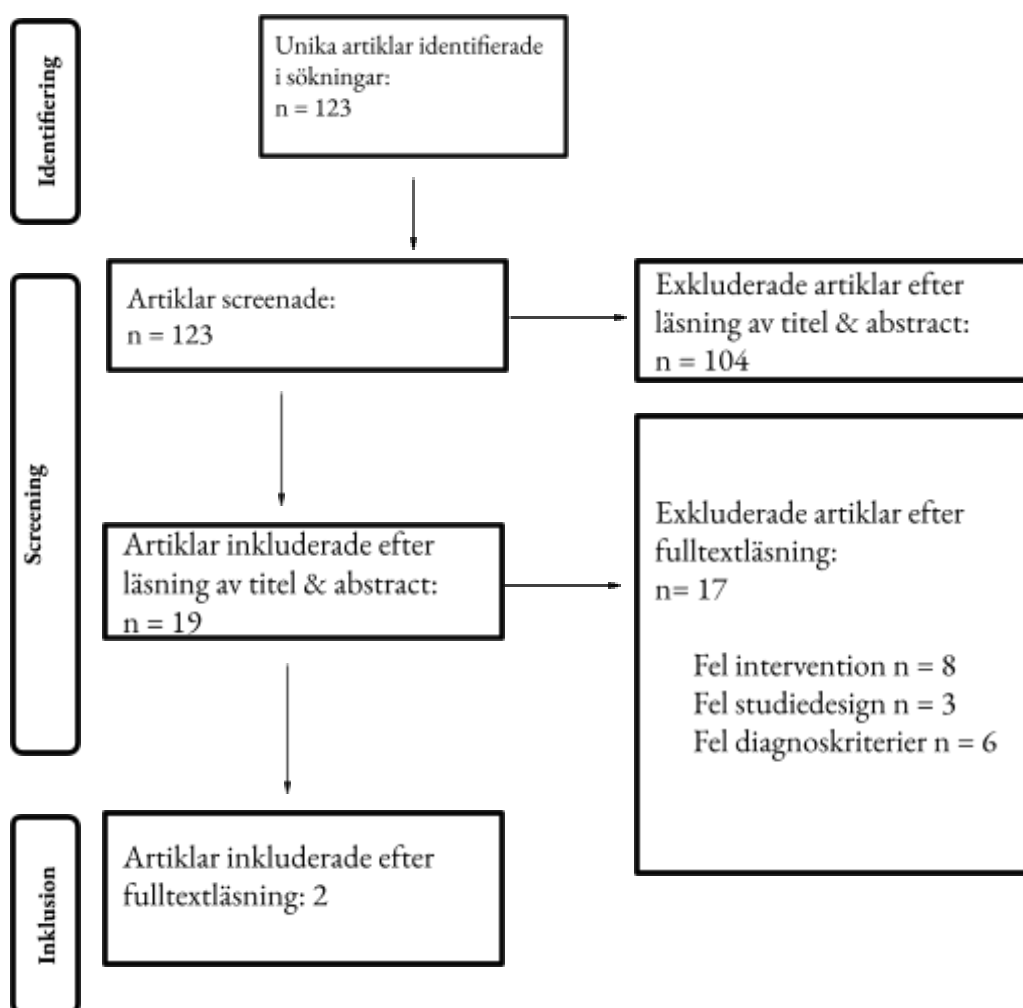 Identifiering
Unika artiklar identifierade
i sökningar:
n = 123
Screening
Artiklar screenade:
n = 123
Exkluderade artiklar efter
läsning av titel & abstract:
n = 104
Artiklar inkluderade efter
läsning av titel & abstract:
n = 19
Exkluderade artiklar efter
fulltextläsning:
n= 17
Fel intervention n = 8
Fel studiedesign n = 3
Fel diagnoskriterier n = 6
Inklusion
Artiklar inkluderade efter
fulltextläsning: 2